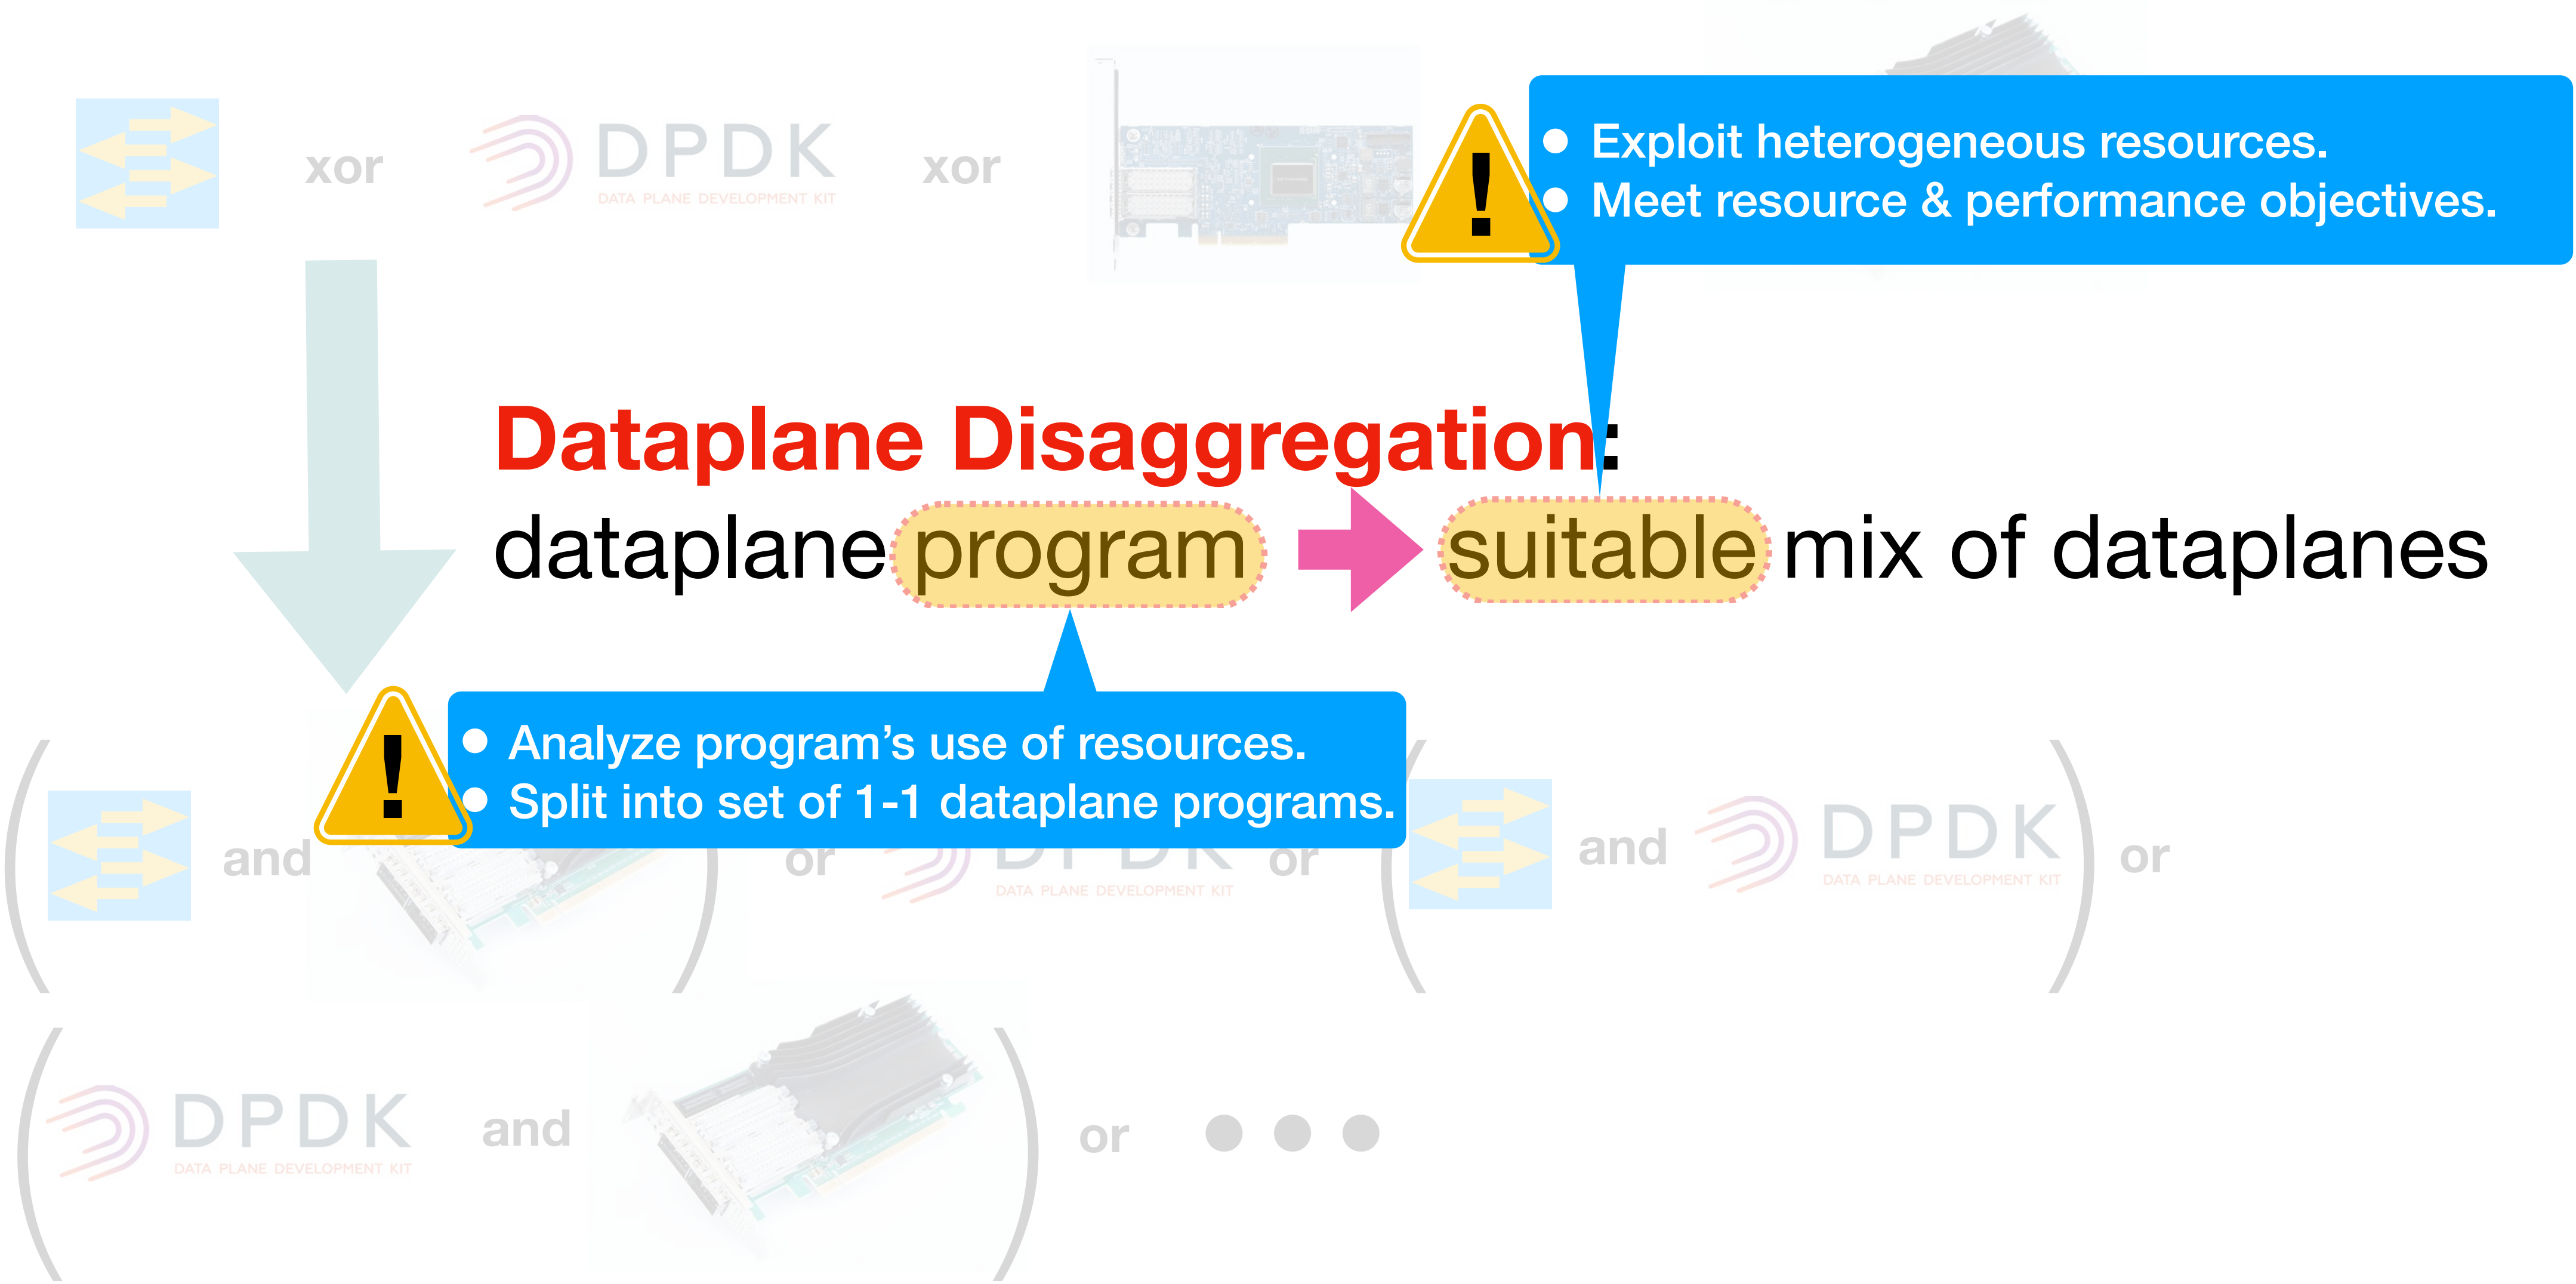 xor
DPDK
DATA PLANE DEVELOPMENT KIT
xor
!
• Exploit heterogeneous resources.
• Meet resource & performance objectives.
Dataplane Disaggregation:
dataplane program suitable mix of dataplanes
!
• Analyze program’s use of resources.
• Split into set of 1-1 dataplane programs.
(
and
)
or
DPDK
DATA PLANE DEVELOPMENT KIT
or
(
and
DPDK
DATA PLANE DEVELOPMENT KIT
)
or
(
DPDK
DATA PLANE DEVELOPMENT KIT
and
)
or
• • •